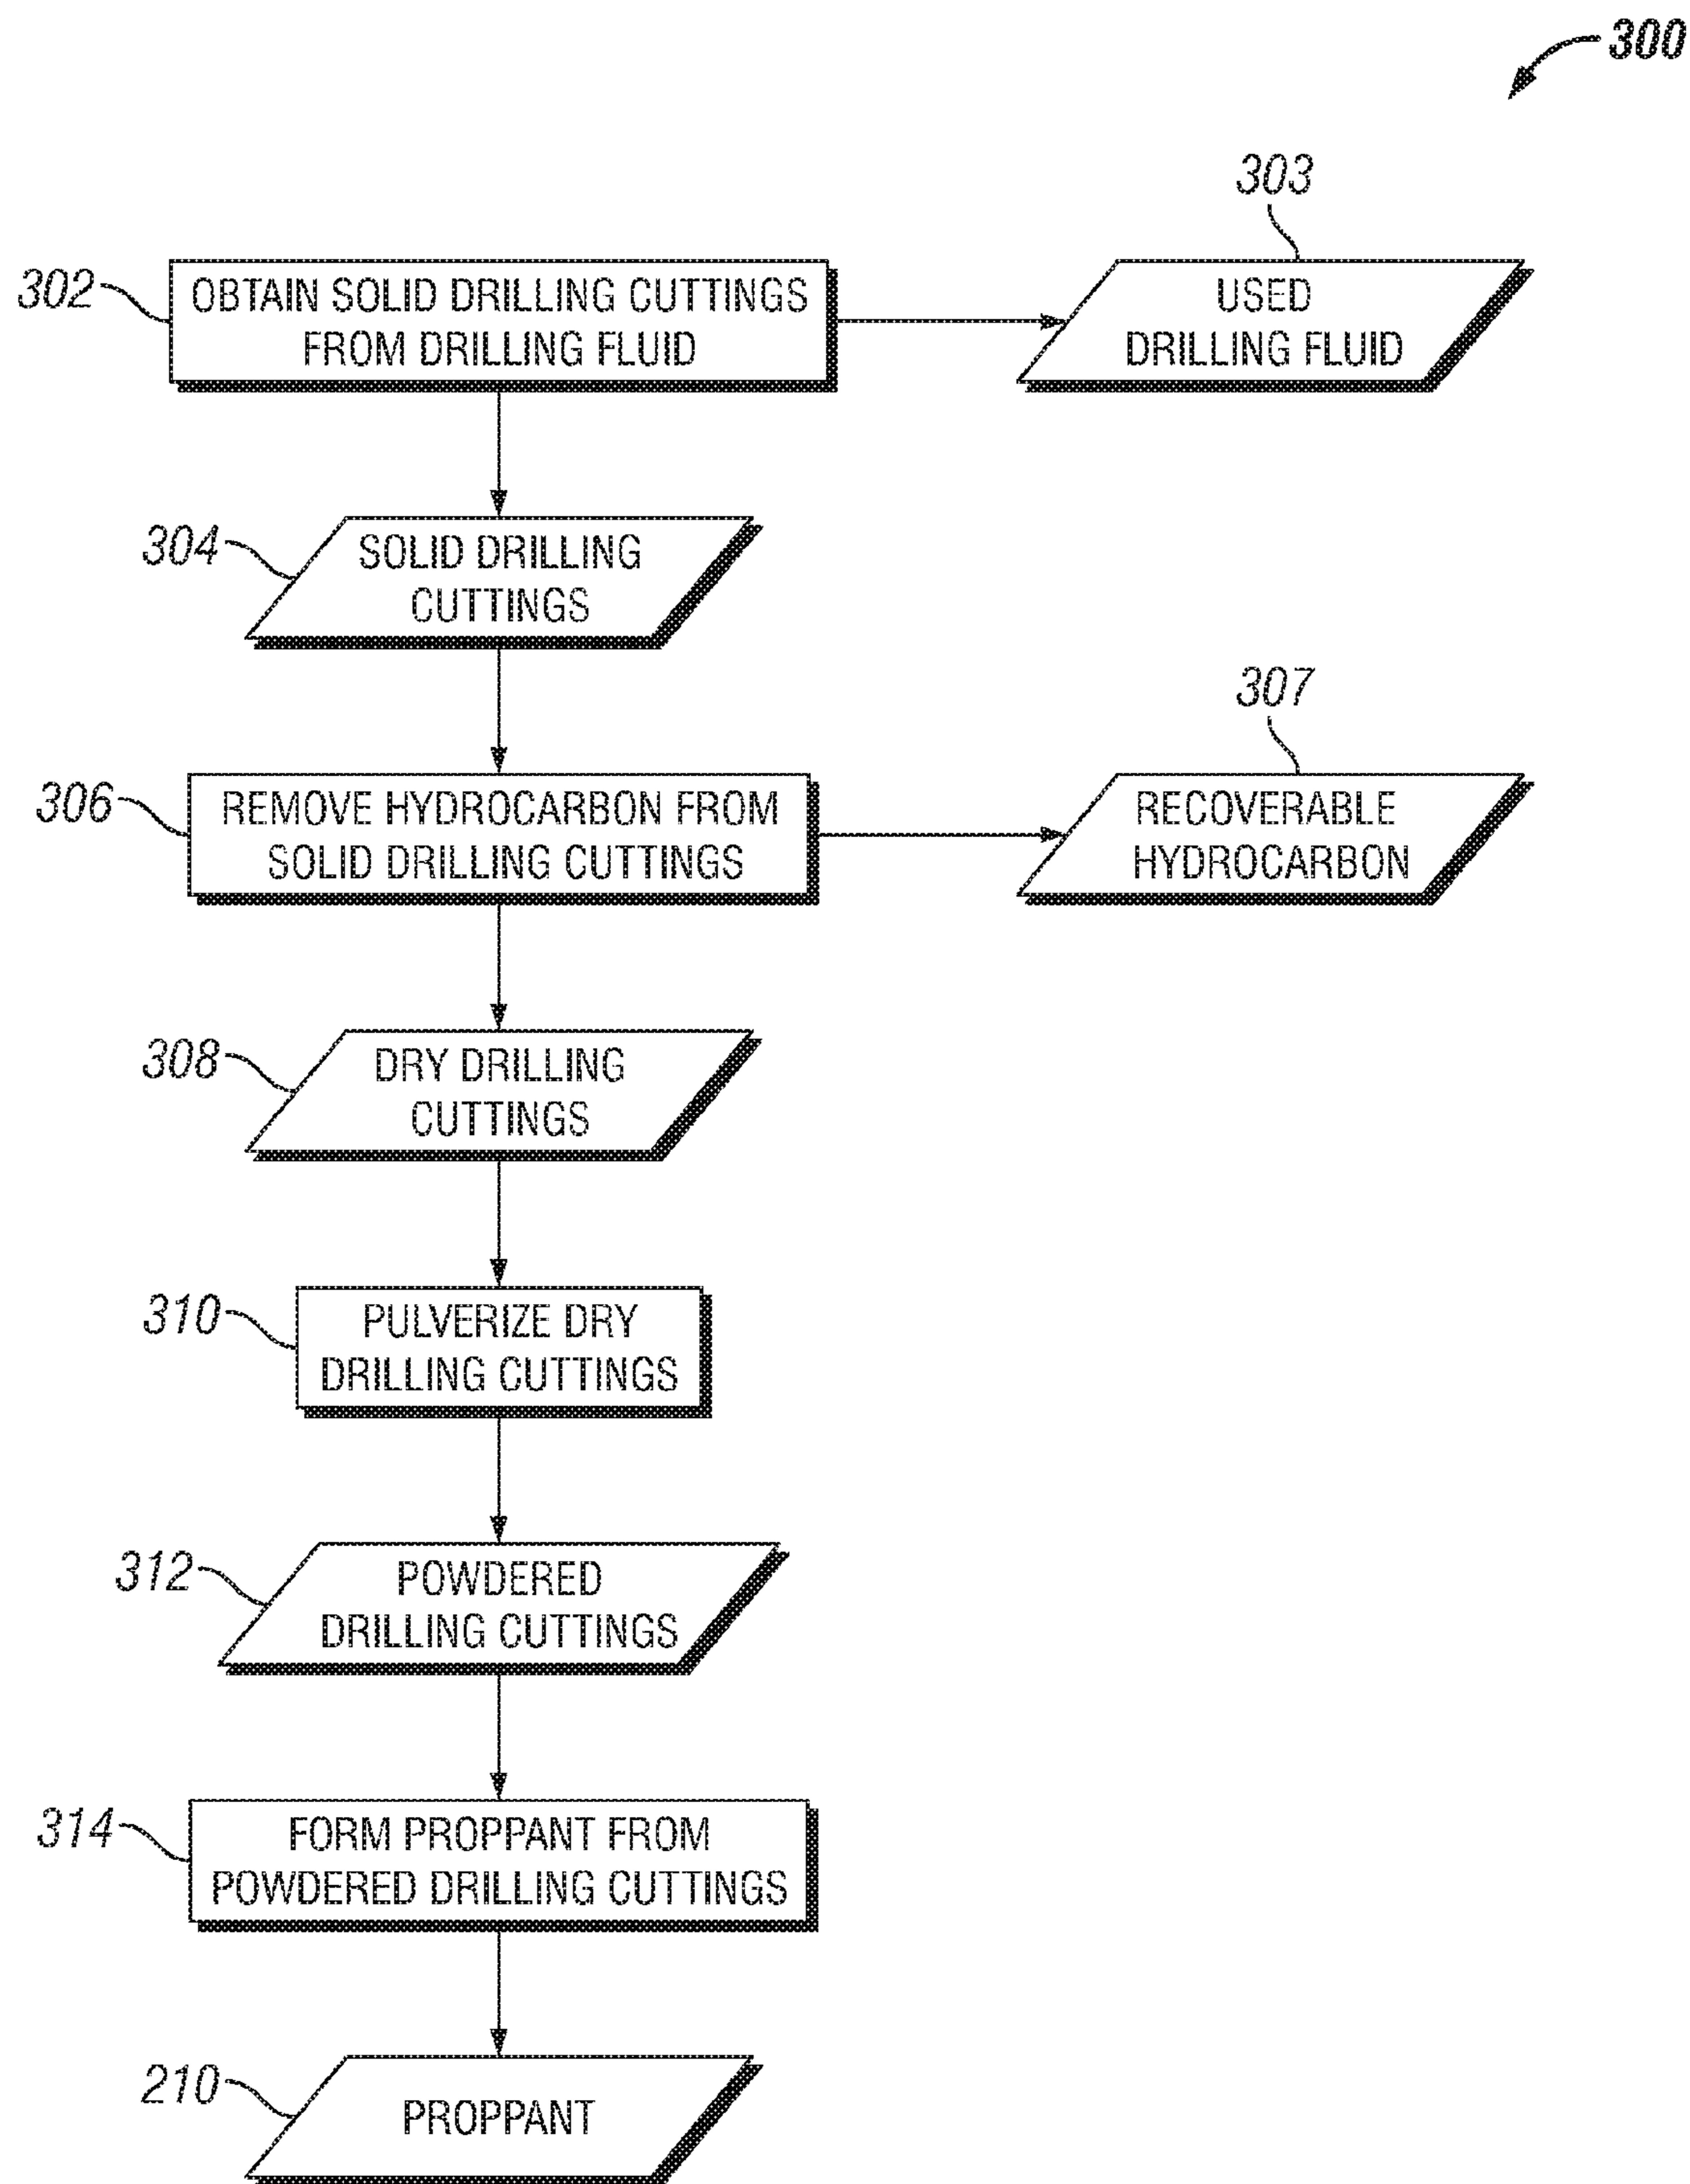 300
303
302
OBTAIN SOLID DRILLING CUTTINGS
FROM DRILLING FLUID
USED
DRILLING FLUID
304
SOLID DRILLING
CUTTINGS
307
306
REMOVE HYDROCARBON FROM
SOLID DRILLING CUTTINGS
RECOVERABLE
HYDROCARBON
308
DRY DRILLING
CUTTINGS
310
PULVERIZE DRY
DRILLING CUTTINGS
312
POWDERED
DRILLING CUTTINGS
314
FORM PROPPANT FROM
POWDERED DRILLING CUTTINGS
210
PROPPANT